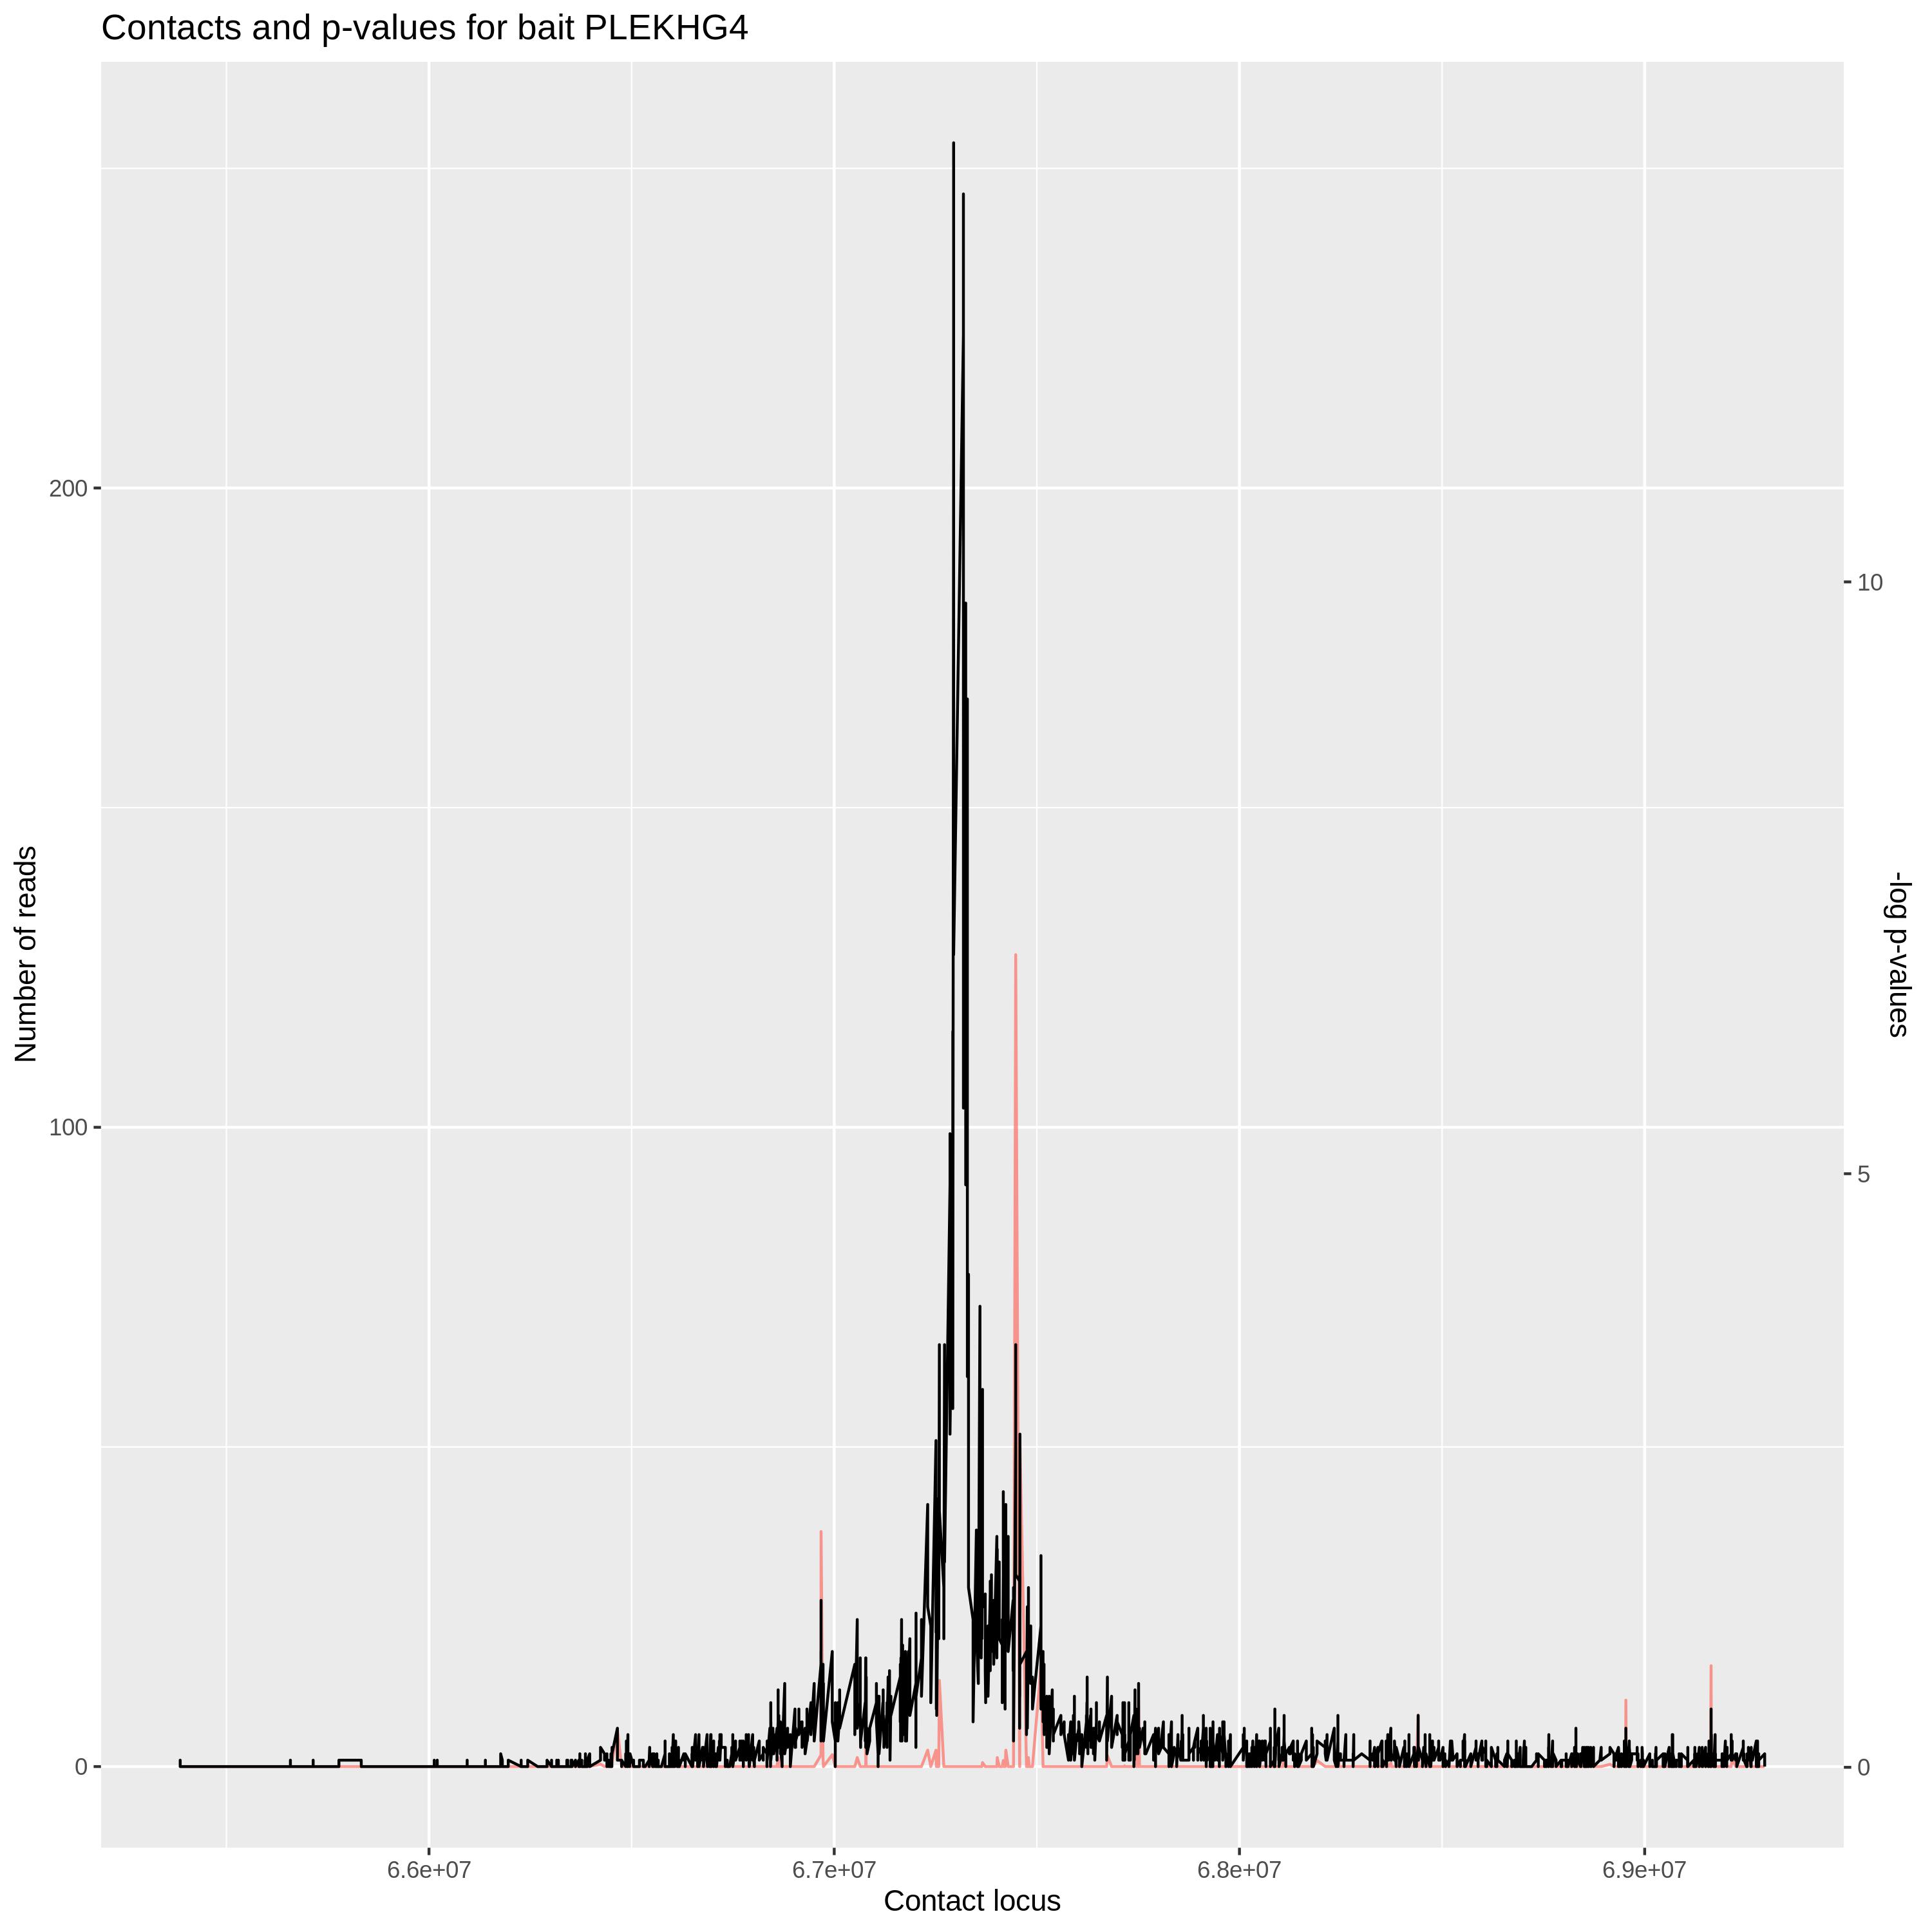 Contacts and p-values for bait PLEKHG4
Number of reads
200
100
0
10
5
0
-log p-values
6.6e+07
6.7e+07
6.8e+07
6.9e+07
Contact locus